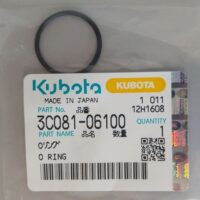 Kubota KUBOTA
MADE IN JAPAN 1 011
PART NO. 品番 12H1608
3C081-06100 QUANTITY
PART NAME 品名 数量 1
O リング
O RING